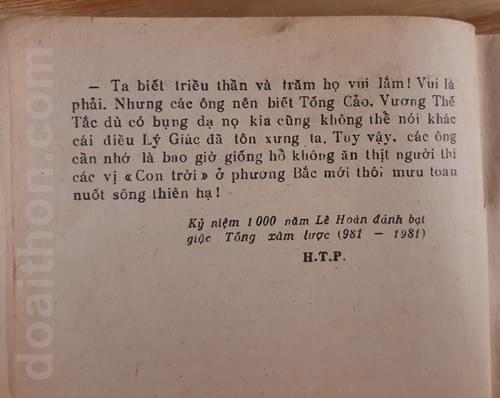 — Ta biết triều thần và trăm họ vui lắm! Vui là
phải. Nhưng các ông nên biết Tống Cảo, Vương Thế
Tắc dù có bụng dạ nọ kia cũng không thể nói khác
cái điều Lý Giác đã tôn xưng ta. Tuy vậy, các ông
cần nhớ là bao giờ giống hổ không ăn thịt người thì
các vị «Con trời» ở phương Bắc mới thôi mưu toan
nuốt sống thiên hạ!
Kỷ niệm 1000 năm Lê Hoàn đánh bại
giặc Tống xâm lược (981 — 1981)
H.T.P.
doaithon.com